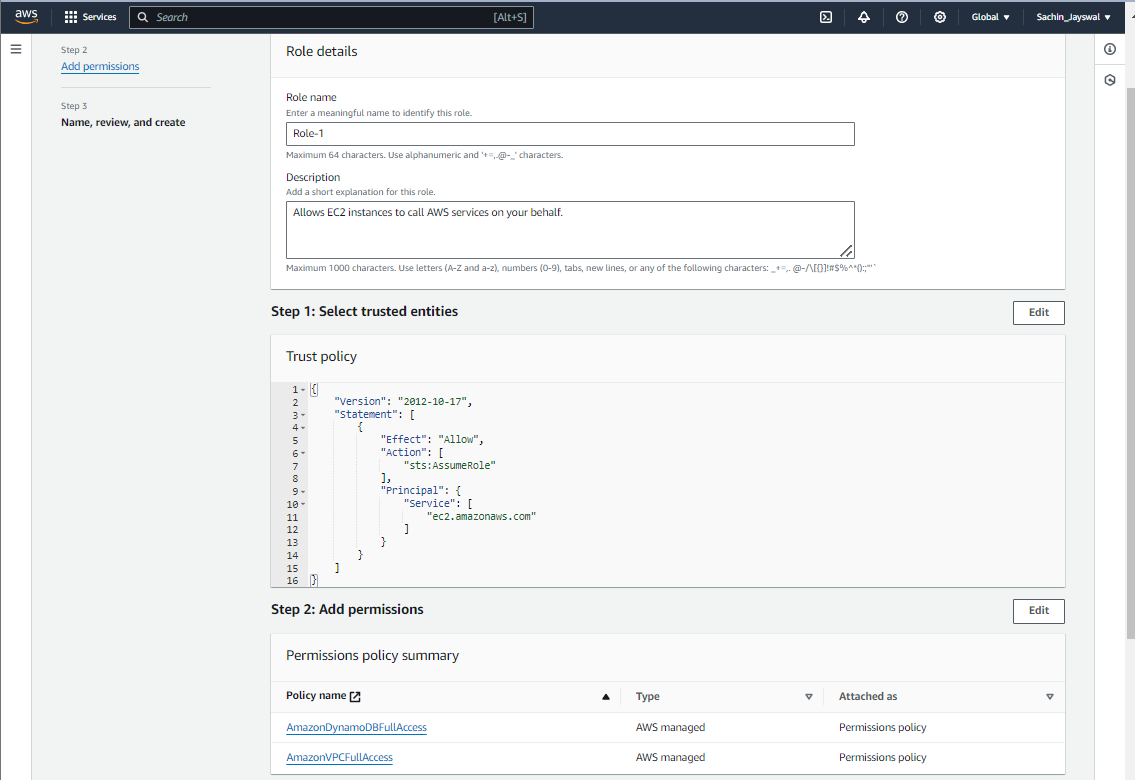 aws Services Search [Alt+S] Global ▼ Sachin_Jayswal ▼
Step 2
Add permissions
Step 3
Name, review, and create
Role details
Role name
Enter a meaningful name to identify this role.
Role-1
Maximum 64 characters. Use alphanumeric and '+=,.@-_' characters.
Description
Add a short explanation for this role.
Allows EC2 instances to call AWS services on your behalf.
Maximum 1000 characters. Use letters (A-Z and a-z), numbers (0-9), tabs, new lines, or any of the following characters: _+=,. @-/\[{}]!#$%^*();:"'`
Step 1: Select trusted entities Edit
Trust policy
1 {
2 "Version": "2012-10-17",
3 "Statement": [
4 {
5 "Effect": "Allow",
6 "Action": [
7 "sts:AssumeRole"
8 ],
9 "Principal": {
10 "Service": [
11 "ec2.amazonaws.com"
12 ]
13 }
14 }
15 ]
16 }
Step 2: Add permissions Edit
Permissions policy summary
Policy name Type Attached as
AmazonDynamoDBFullAccess AWS managed Permissions policy
AmazonVPCFullAccess AWS managed Permissions policy